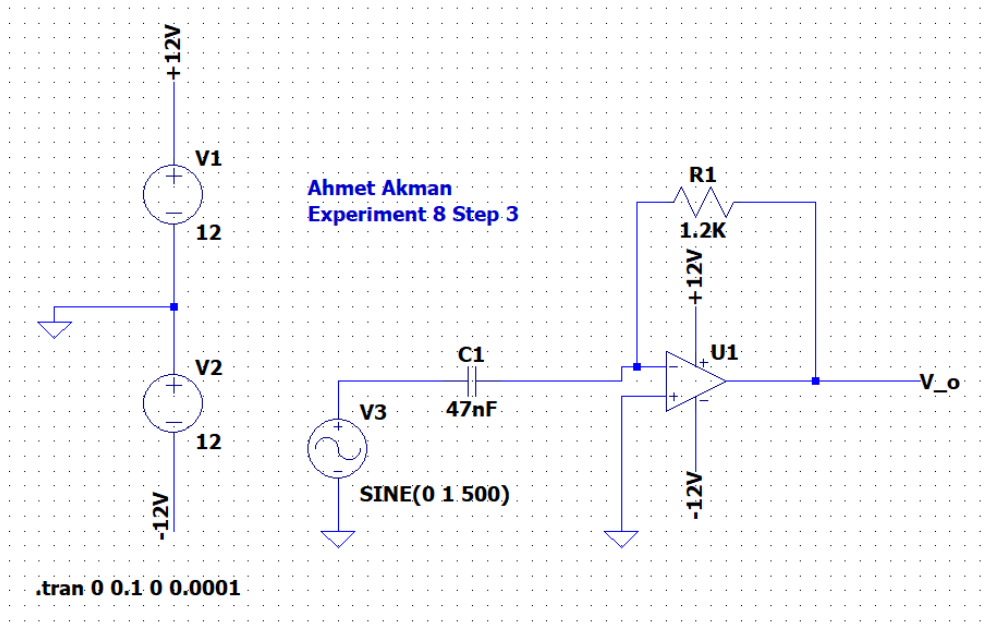 +12V
V1
12
Ahmet Akman
Experiment 8 Step 3
R1
1.2K
+12V
U1
V2
12
-12V
C1
47nF
V3
SINE(0 1 500)
V_o
-12V
.tran 0 0.1 0 0.0001